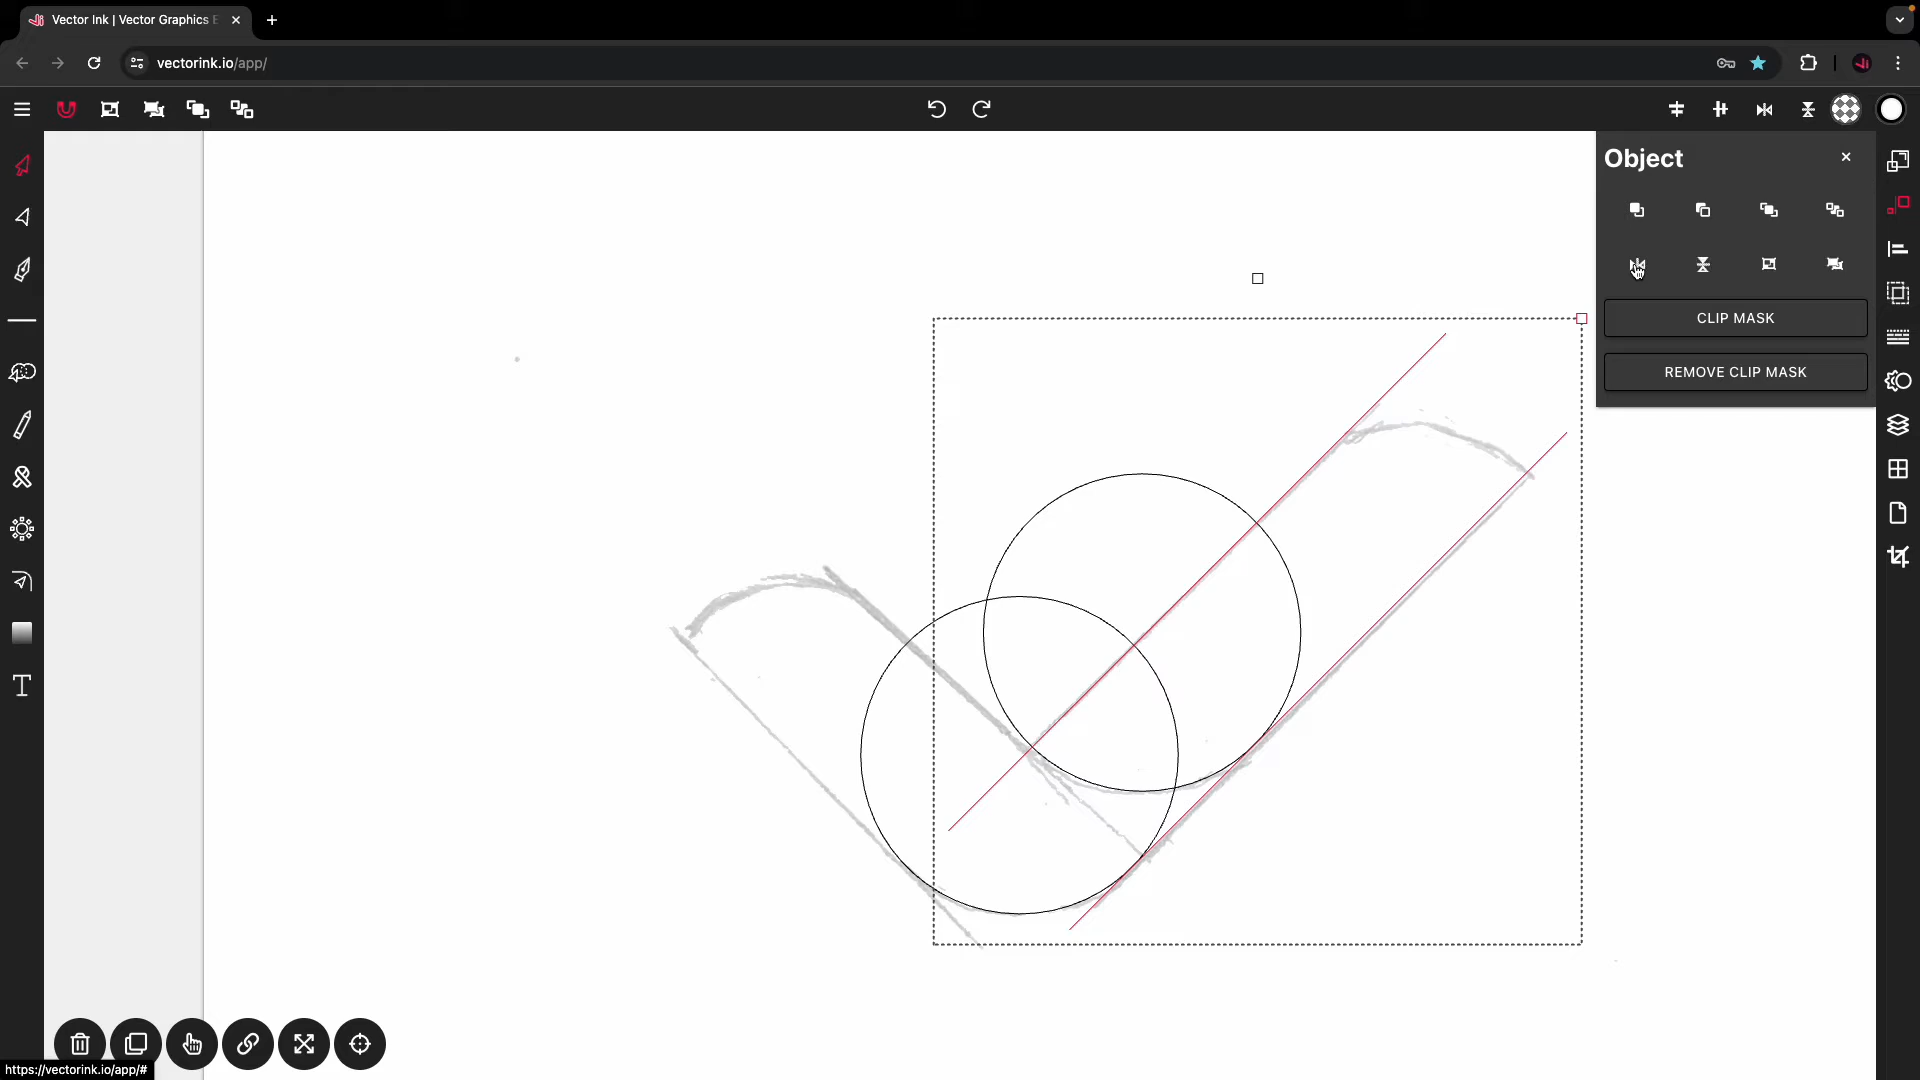 Vector Ink | Vector Graphics E
vectorink.io/app/
Object
CLIP MASK
REMOVE CLIP MASK
T
https://vectorink.io/app/#